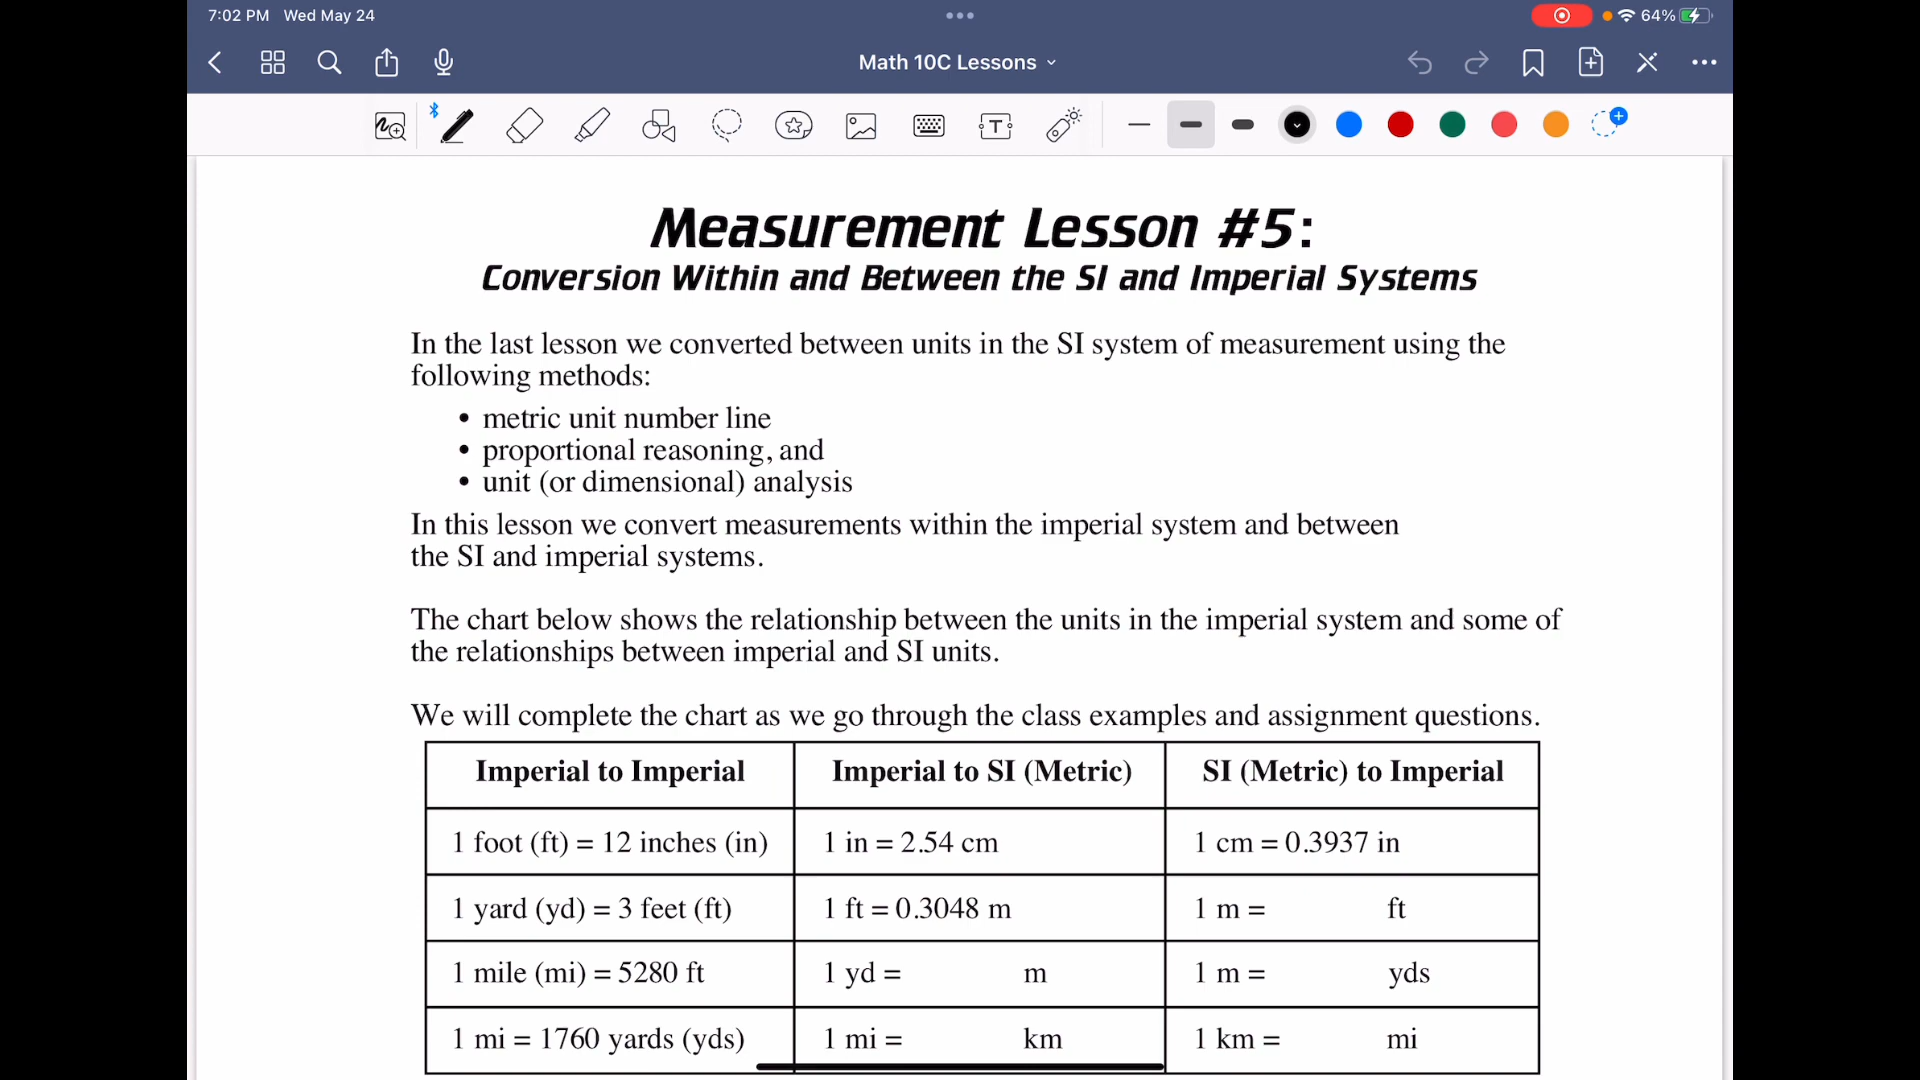 7:02 PM Wed May 24
64%
Math 10C Lessons
T
Measurement Lesson #5:
Conversion Within and Between the SI and Imperial Systems
In the last lesson we converted between units in the SI system of measurement using the
following methods:
• metric unit number line
• proportional reasoning, and
• unit (or dimensional) analysis
In this lesson we convert measurements within the imperial system and between
the SI and imperial systems.
The chart below shows the relationship between the units in the imperial system and some of
the relationships between imperial and SI units.
We will complete the chart as we go through the class examples and assignment questions.
Imperial to Imperial Imperial to SI (Metric) SI (Metric) to Imperial
1 foot (ft) = 12 inches (in) 1 in = 2.54 cm 1 cm = 0.3937 in
1 yard (yd) = 3 feet (ft) 1 ft = 0.3048 m 1 m = ft
1 mile (mi) = 5280 ft 1 yd = m 1 m = yds
1 mi = 1760 yards (yds) 1 mi = km 1 km = mi